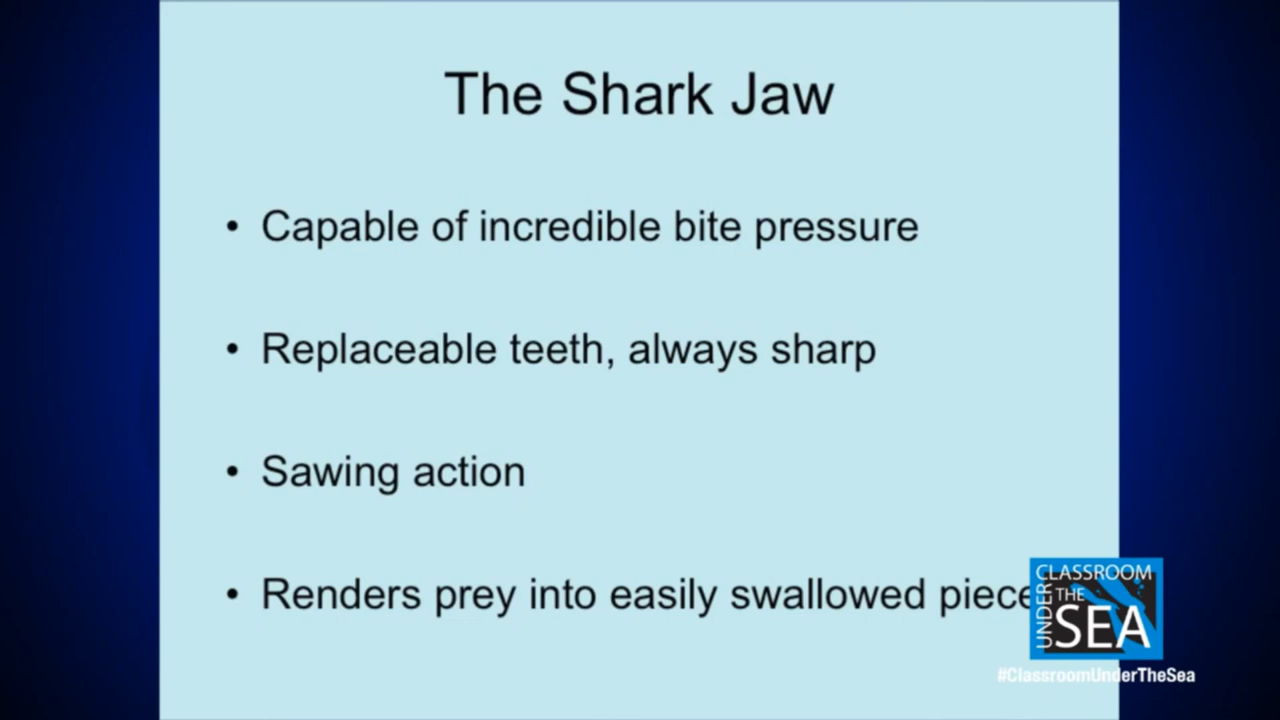 The Shark Jaw
• Capable of incredible bite pressure
• Replaceable teeth, always sharp
• Sawing action
• Renders prey into easily swallowed piece
CLASSROOM
UNDER
THE
SEA
#ClassroomUnderTheSea